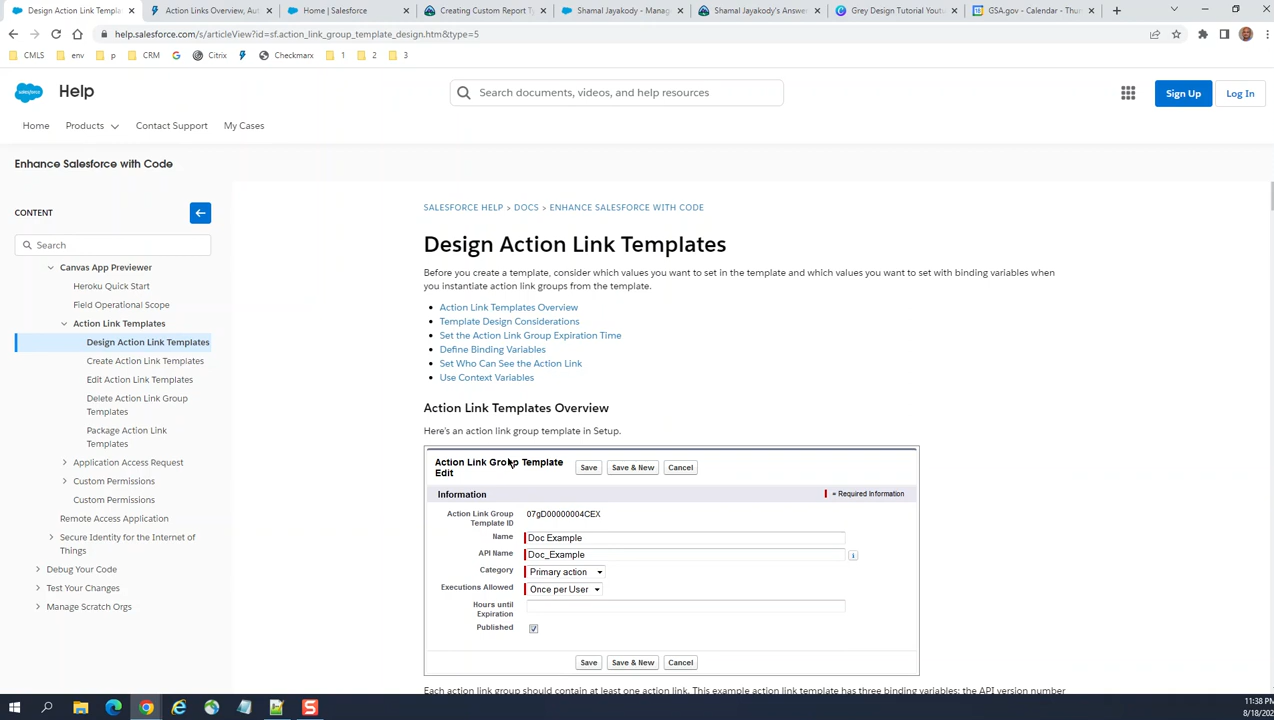 Design Action Link Templa
Action Links Overview, Aut
Home | Salesforce
Creating Custom Report Ty
Shamal Jayakody - Manag
Shamal Jayakody's Answer
Grey Design Tutorial Youtu
GSA.gov - Calendar - Thur
help.salesforce.com/s/articleView?id=sf.action_link_group_template_design.htm&type=5
CMLS
env
p
CRM
Citrix
Checkmarx
1
2
3
salesforce
Help
Search documents, videos, and help resources
Sign Up
Log In
Home
Products
Contact Support
My Cases
Enhance Salesforce with Code
CONTENT
Search
Canvas App Previewer
Heroku Quick Start
Field Operational Scope
Action Link Templates
Design Action Link Templates
Create Action Link Templates
Edit Action Link Templates
Delete Action Link Group
Templates
Package Action Link
Templates
Application Access Request
Custom Permissions
Custom Permissions
Remote Access Application
Secure Identity for the Internet of
Things
Debug Your Code
Test Your Changes
Manage Scratch Orgs
SALESFORCE HELP > DOCS > ENHANCE SALESFORCE WITH CODE
Design Action Link Templates
Before you create a template, consider which values you want to set in the template and which values you want to set with binding variables when
you instantiate action link groups from the template.
• Action Link Templates Overview
• Template Design Considerations
• Set the Action Link Group Expiration Time
• Define Binding Variables
• Set Who Can See the Action Link
• Use Context Variables
Action Link Templates Overview
Here's an action link group template in Setup.
Action Link Group Template
Edit
Save
Save & New
Cancel
Information
= Required Information
Action Link Group
Template ID
07gD00000004CEX
Name
Doc Example
API Name
Doc_Example
i
Category
Primary action
Executions Allowed
Once per User
Hours until
Expiration
Published
Save
Save & New
Cancel
Each action link group should contain at least one action link. This example action link template has three binding variables: the API version number
11:38 PM
8/18/202